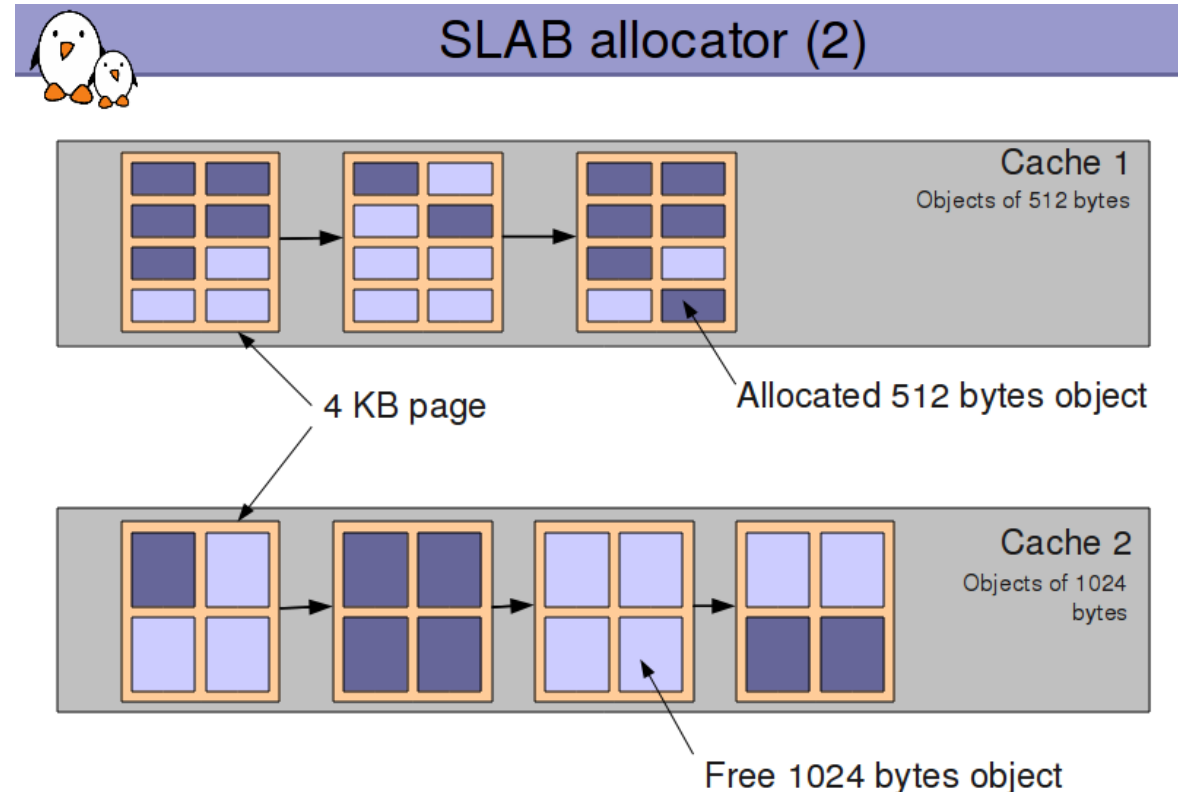 SLAB allocator (2)
Cache 1
Objects of 512 bytes
4 KB page
Allocated 512 bytes object
Cache 2
Objects of 1024
bytes
Free 1024 bytes object